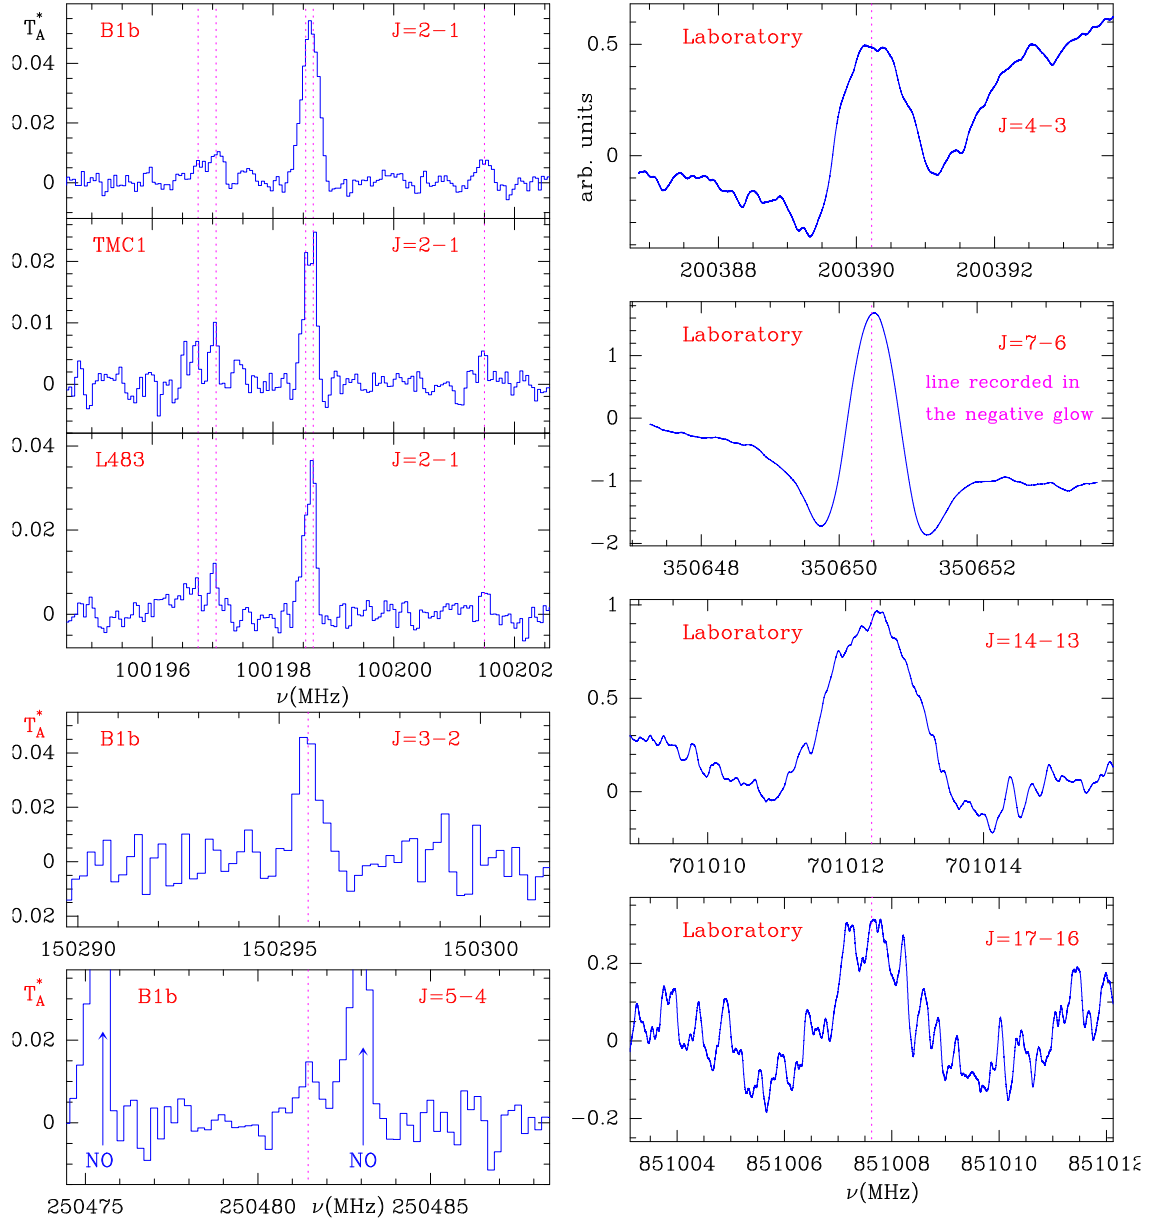 T*A
B1b
J=2−1
0.04
0.02
0
TMC1
J=2−1
0.02
0.01
0
L483
J=2−1
0.04
0.02
0
100196
100198
100200
100202
ν(MHz)
T*A
B1b
J=3−2
0.04
0.02
0
0.02
150290
150295
150300
T*A
B1b
J=5−4
0.02
0
NO
NO
250475
250480
ν(MHz)
250485
Laboratory
J=4−3
arb. units
0.5
0
200388
200390
200392
Laboratory
J=7−6
line recorded in
the negative glow
1
0
−1
−2
350648
350650
350652
Laboratory
J=14−13
1
0.5
0
701010
701012
701014
Laboratory
J=17−16
0.2
0
−0.2
851004
851006
851008
851010
851012
ν(MHz)